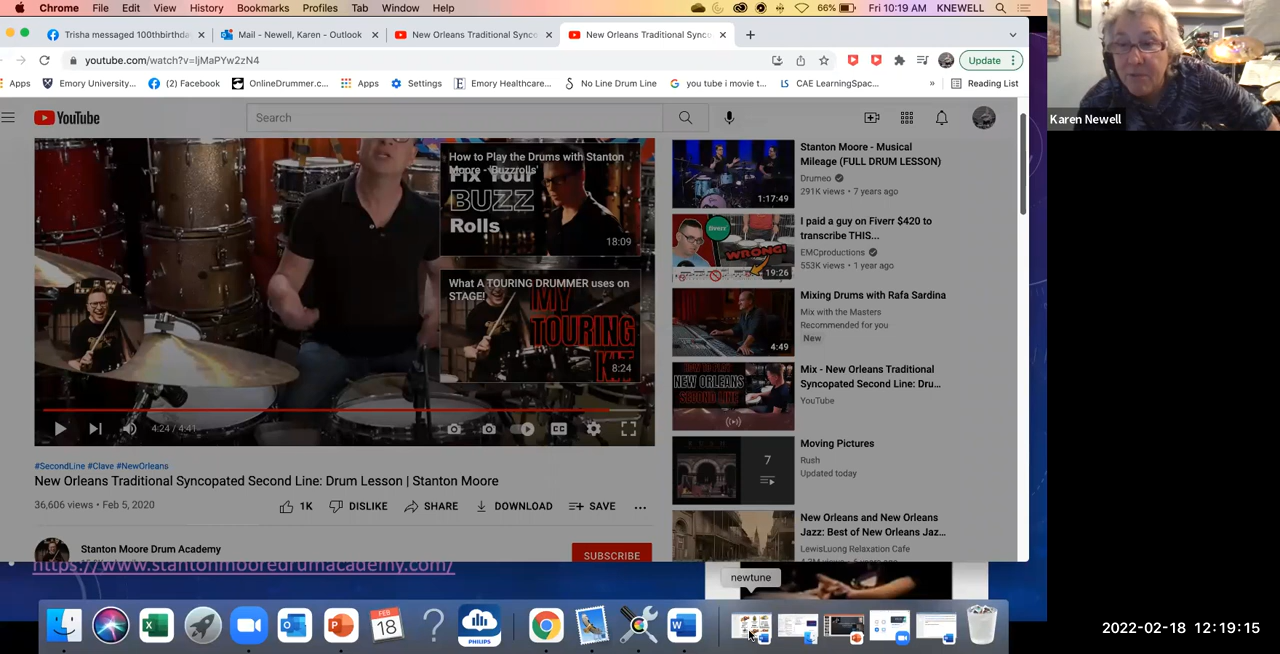 Chrome File Edit View History Bookmarks Profiles Tab Window Help 66% Fri 10:19 AM KNEWELL
Trisha messaged 100thbirthda Mail - Newell, Karen - Outlook New Orleans Traditional Synco New Orleans Traditional Synco
youtube.com/watch?v=ljMaPYw2zN4 Update
Apps Emory University... (2) Facebook OnlineDrummer.c... Apps Settings Emory Healthcare... No Line Drum Line you tube i movie t... CAE LearningSpac... » Reading List
YouTube
Search
How to Play the Drums with Stanton
Moore - 'Buzzrolls'
Fix Your
BUZZ
Rolls
18:09
What A TOURING DRUMMER uses on
STAGE!
MY
TOURING
KIT
8:24
4:24 / 4:41
CC
#SecondLine #Clave #NewOrleans
New Orleans Traditional Syncopated Second Line: Drum Lesson | Stanton Moore
36,606 views • Feb 5, 2020
1K DISLIKE SHARE DOWNLOAD SAVE ...
Stanton Moore Drum Academy
SUBSCRIBE
Stanton Moore - Musical
Mileage (FULL DRUM LESSON)
Drumeo
291K views • 7 years ago
1:17:49
I paid a guy on Fiverr $420 to
transcribe THIS...
EMCproductions
553K views • 1 year ago
fiverr
WRONG!
19:26
Mixing Drums with Rafa Sardina
Mix with the Masters
Recommended for you
New
4:49
Mix - New Orleans Traditional
Syncopated Second Line: Dru...
YouTube
HOW TO PLAY
NEW ORLEANS
SECOND LINE
Moving Pictures
Rush
Updated today
7
New Orleans and New Orleans
Jazz: Best of New Orleans Jaz...
LewisLuong Relaxation Cafe
https://www.stantonmooredrumacademy.com/
newtune
FEB
18
PHILIPS
Karen Newell
2022-02-18 12:19:15